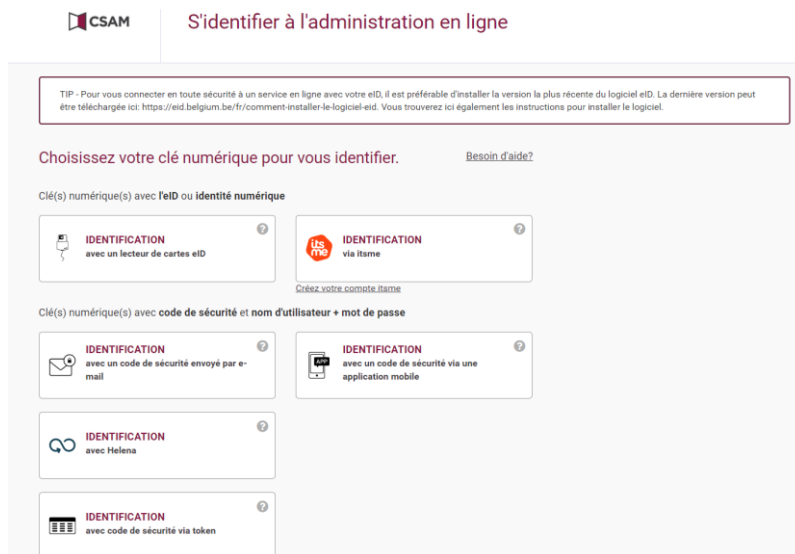 CSAM
S'identifier à l'administration en ligne
TIP - Pour vous connecter en toute sécurité à un service en ligne avec votre eID, il est préférable d'installer la version la plus récente du logiciel eID. La dernière version peut
être téléchargée ici: https://eid.belgium.be/fr/comment-installer-le-logiciel-eid. Vous trouverez ici également les instructions pour installer le logiciel.
Choisissez votre clé numérique pour vous identifier.
Besoin d'aide?
Clé(s) numérique(s) avec l'eID ou identité numérique
IDENTIFICATION
avec un lecteur de cartes eID
?
its
me
IDENTIFICATION
via itsme
?
Créez votre compte itsme
Clé(s) numérique(s) avec code de sécurité et nom d'utilisateur + mot de passe
IDENTIFICATION
avec un code de sécurité envoyé par e-
mail
?
APP
IDENTIFICATION
avec un code de sécurité via une
application mobile
?
IDENTIFICATION
avec Helena
?
IDENTIFICATION
avec code de sécurité via token
?